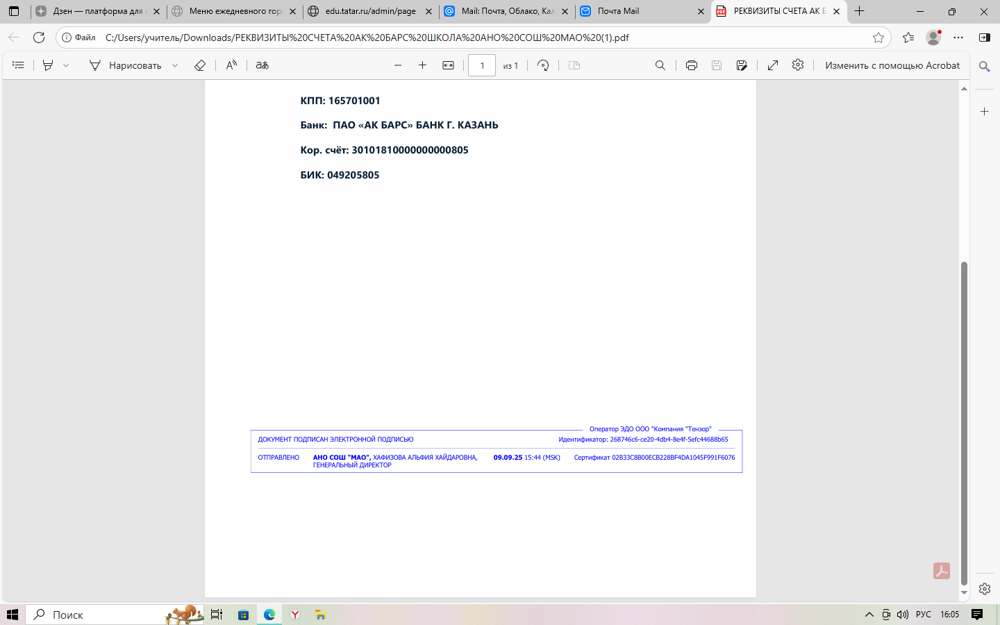 Дзен — платформа для
Меню ежедневного гор
edu.tatar.ru/admin/page
Mail: Почта, Облако, Кал
Почта Mail
РЕКВИЗИТЫ СЧЕТА АК Б
Файл
C:/Users/учитель/Downloads/РЕКВИЗИТЫ%20СЧЕТА%20АК%20БАРС%20ШКОЛА%20АНО%20СОШ%20МАО%20(1).pdf
Нарисовать
1
из 1
Изменить с помощью Acrobat
КПП: 165701001
Банк: ПАО «АК БАРС» БАНК Г. КАЗАНЬ
Кор. счёт: 30101810000000000805
БИК: 049205805
Оператор ЭДО ООО "Компания "Тензор"
ДОКУМЕНТ ПОДПИСАН ЭЛЕКТРОННОЙ ПОДПИСЬЮ
Идентификатор: 268746c6-ce20-4db4-8e4f-5efc44688b65
ОТПРАВЛЕНО
АНО СОШ "МАО", ХАФИЗОВА АЛЬФИЯ ХАЙДАРОВНА,
ГЕНЕРАЛЬНЫЙ ДИРЕКТОР
09.09.25 15:44 (MSK)
Сертификат 02B33C8B00ECB228BF4DA1045F991F6076
Поиск
РУС
16:05